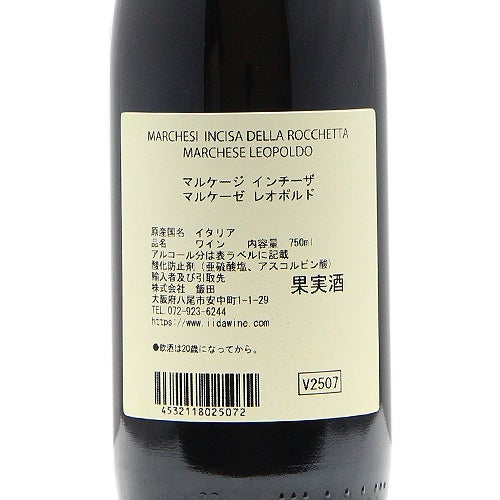 MARCHESI INCISA DELLA ROCCHETTA
MARCHESE LEOPOLDO
マルケージ インチーザ
マルケーゼ レオポルド
原産国名 イタリア
品名 ワイン 内容量 750ml
アルコール分は表ラベルに記載
酸化防止剤（亜硫酸塩、アスコルビン酸）
輸入者及び引取先
株式会社 飯田
大阪府八尾市安中町1-1-29
TEL.072-923-6244
https://www.iidawine.com
果実酒
●飲酒は20歳になってから。
4532118025072
V2507